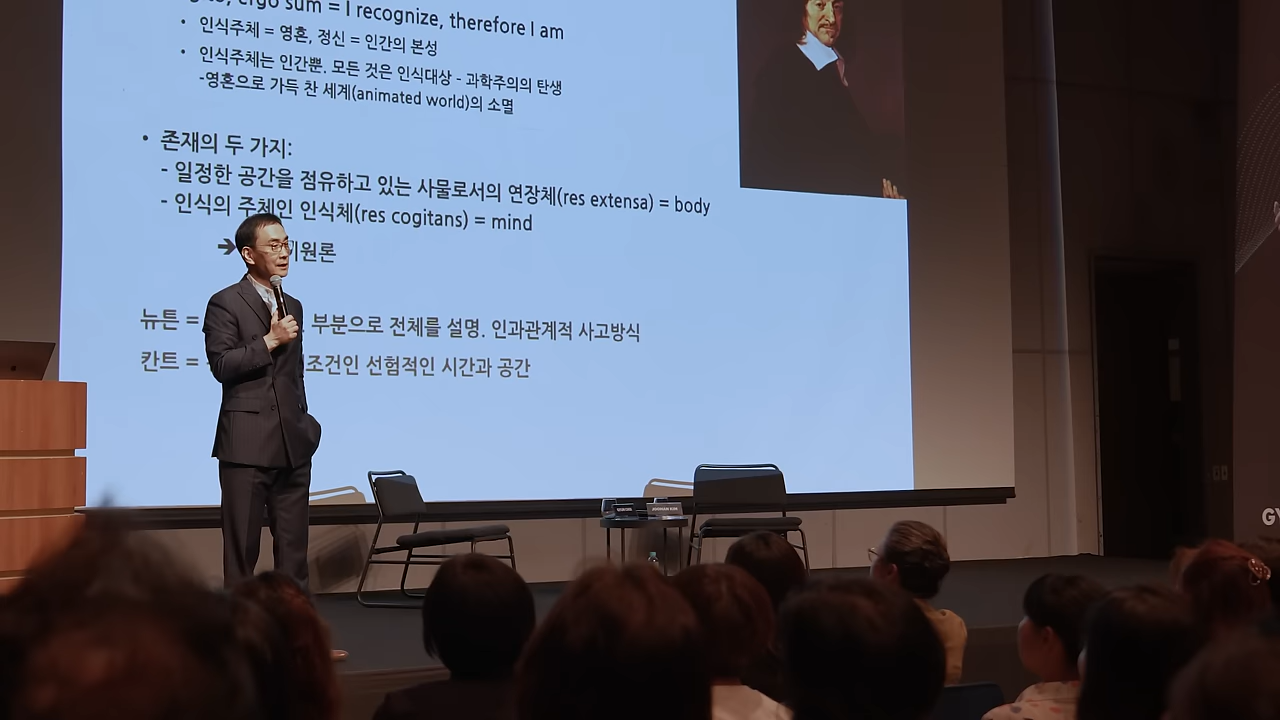 ergo sum = I recognize, therefore I am
• 인식주체 = 영혼, 정신 = 인간의 본성
• 인식주체는 인간뿐. 모든 것은 인식대상 - 과학주의의 탄생
-영혼으로 가득 찬 세계(animated world)의 소멸
• 존재의 두 가지:
- 일정한 공간을 점유하고 있는 사물로서의 연장체(res extensa) = body
- 인식의 주체인 인식체(res cogitans) = mind
➔ 기원론
뉴튼 = 부분으로 전체를 설명. 인과관계적 사고방식
칸트 = 조건인 선험적인 시간과 공간